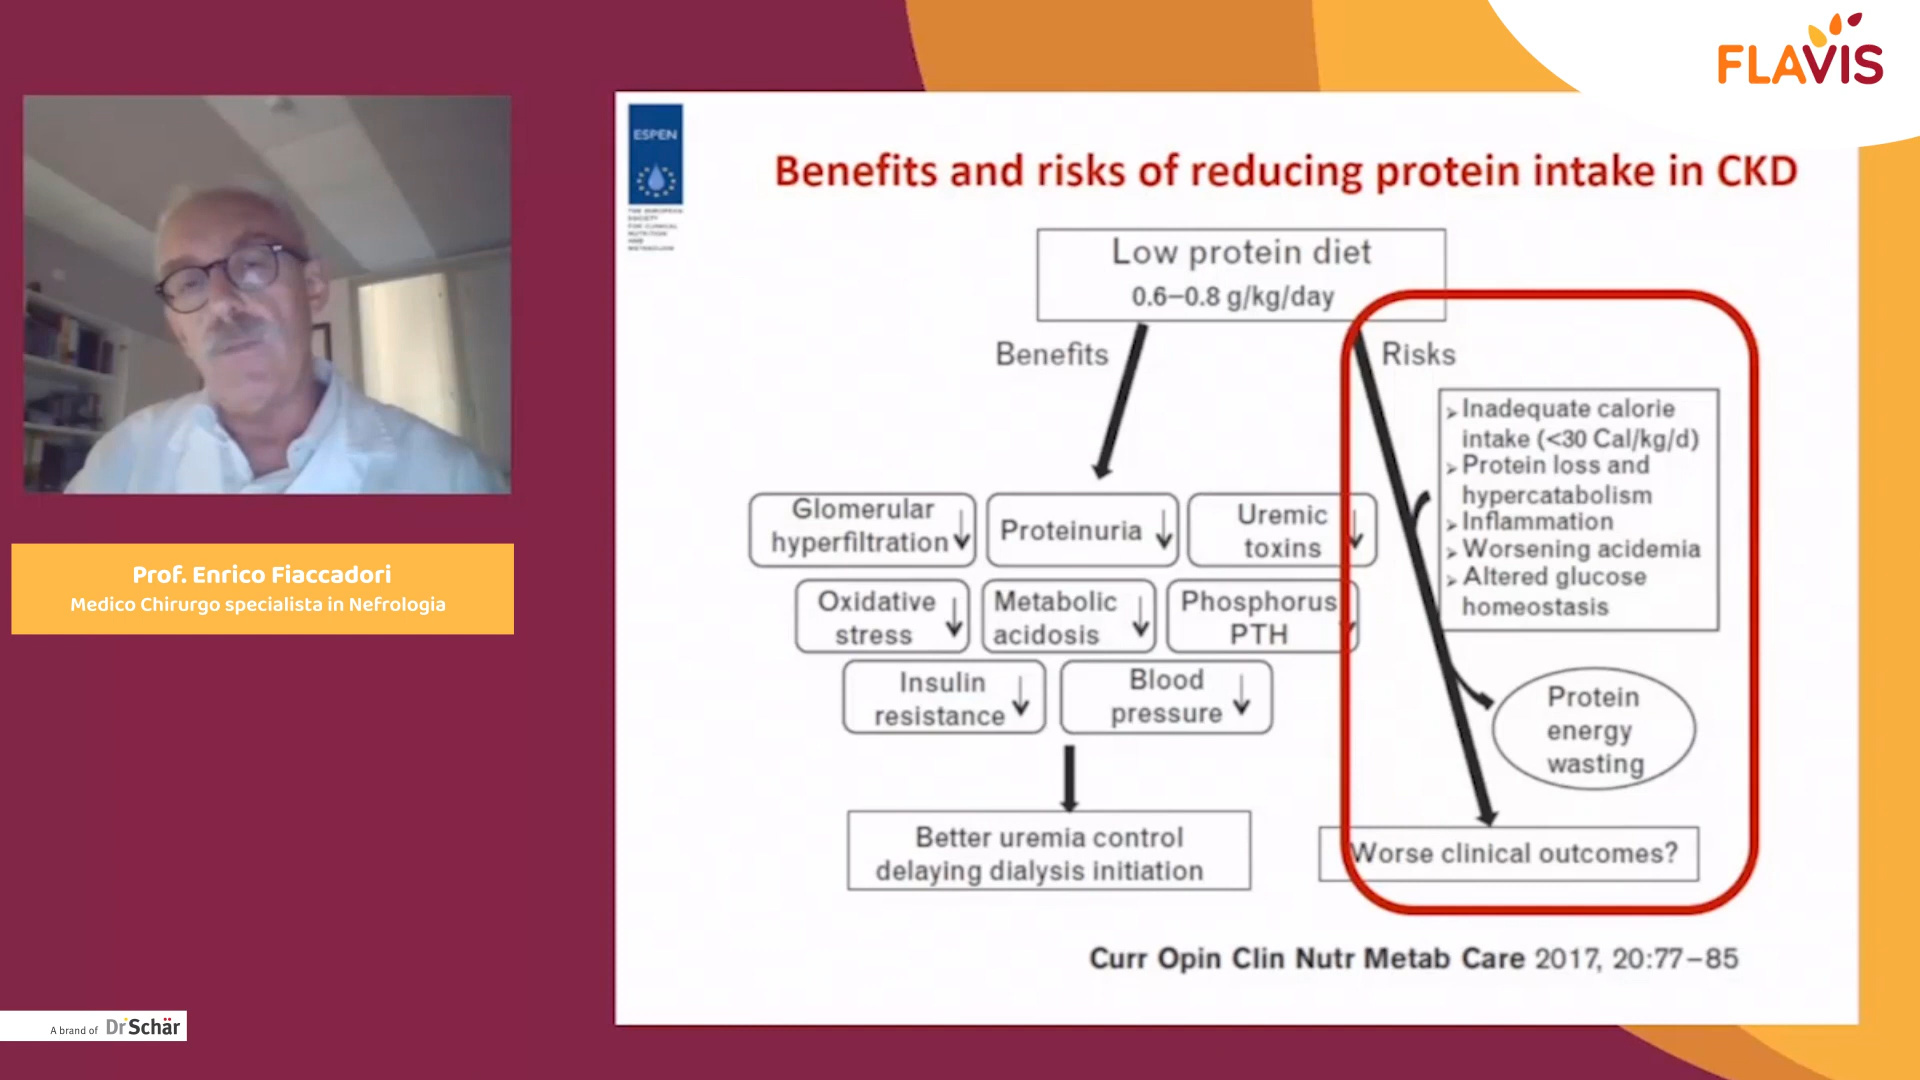 FLAVIS
ESPEN
Benefits and risks of reducing protein intake in CKD
Low protein diet
0.6–0.8 g/kg/day
Benefits
Risks
➢ Inadequate calorie
intake (<30 Cal/kg/d)
➢ Protein loss and
hypercatabolism
➢ Inflammation
➢ Worsening acidemia
➢ Altered glucose
homeostasis
Glomerular
hyperfiltration ↓
Proteinuria ↓
Uremic
toxins ↓
Oxidative
stress ↓
Metabolic
acidosis ↓
Phosphorus
PTH ↓
Insulin
resistance ↓
Blood
pressure ↓
Protein
energy
wasting
Better uremia control
delaying dialysis initiation
Worse clinical outcomes?
Curr Opin Clin Nutr Metab Care 2017, 20:77–85
Prof. Enrico Fiaccadori
Medico Chirurgo specialista in Nefrologia
A brand of Dr Schär